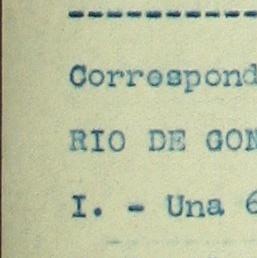 ----------
Correspond
RIO DE GON
I. - Una 6